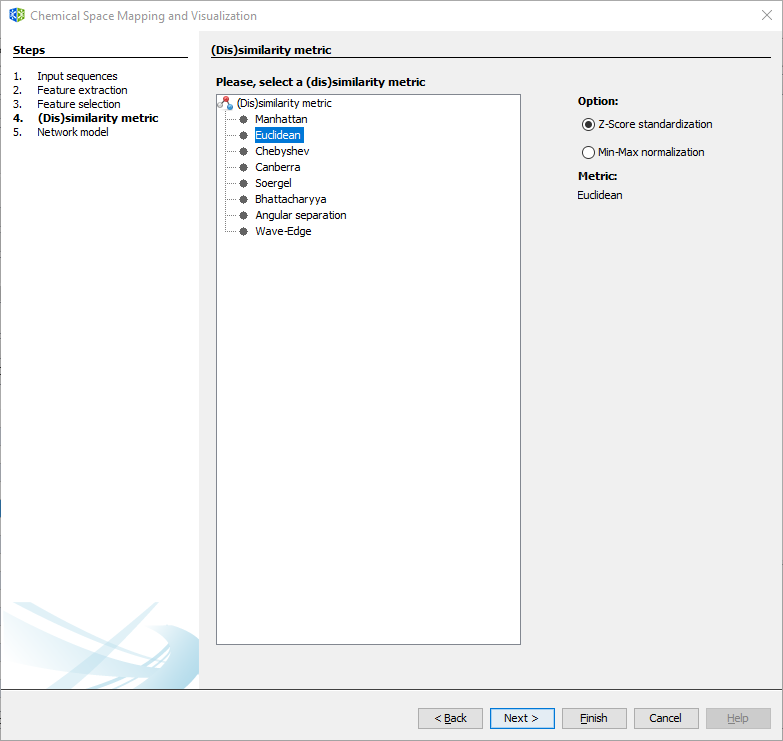 Chemical Space Mapping and Visualization
Steps
1. Input sequences
2. Feature extraction
3. Feature selection
4. (Dis)similarity metric
5. Network model
(Dis)similarity metric
Please, select a (dis)similarity metric
(Dis)similarity metric
Manhattan
Euclidean
Chebyshev
Canberra
Soergel
Bhattacharyya
Angular separation
Wave-Edge
Option:
Z-Score standardization
Min-Max normalization
Metric:
Euclidean
< Back
Next >
Finish
Cancel
Help